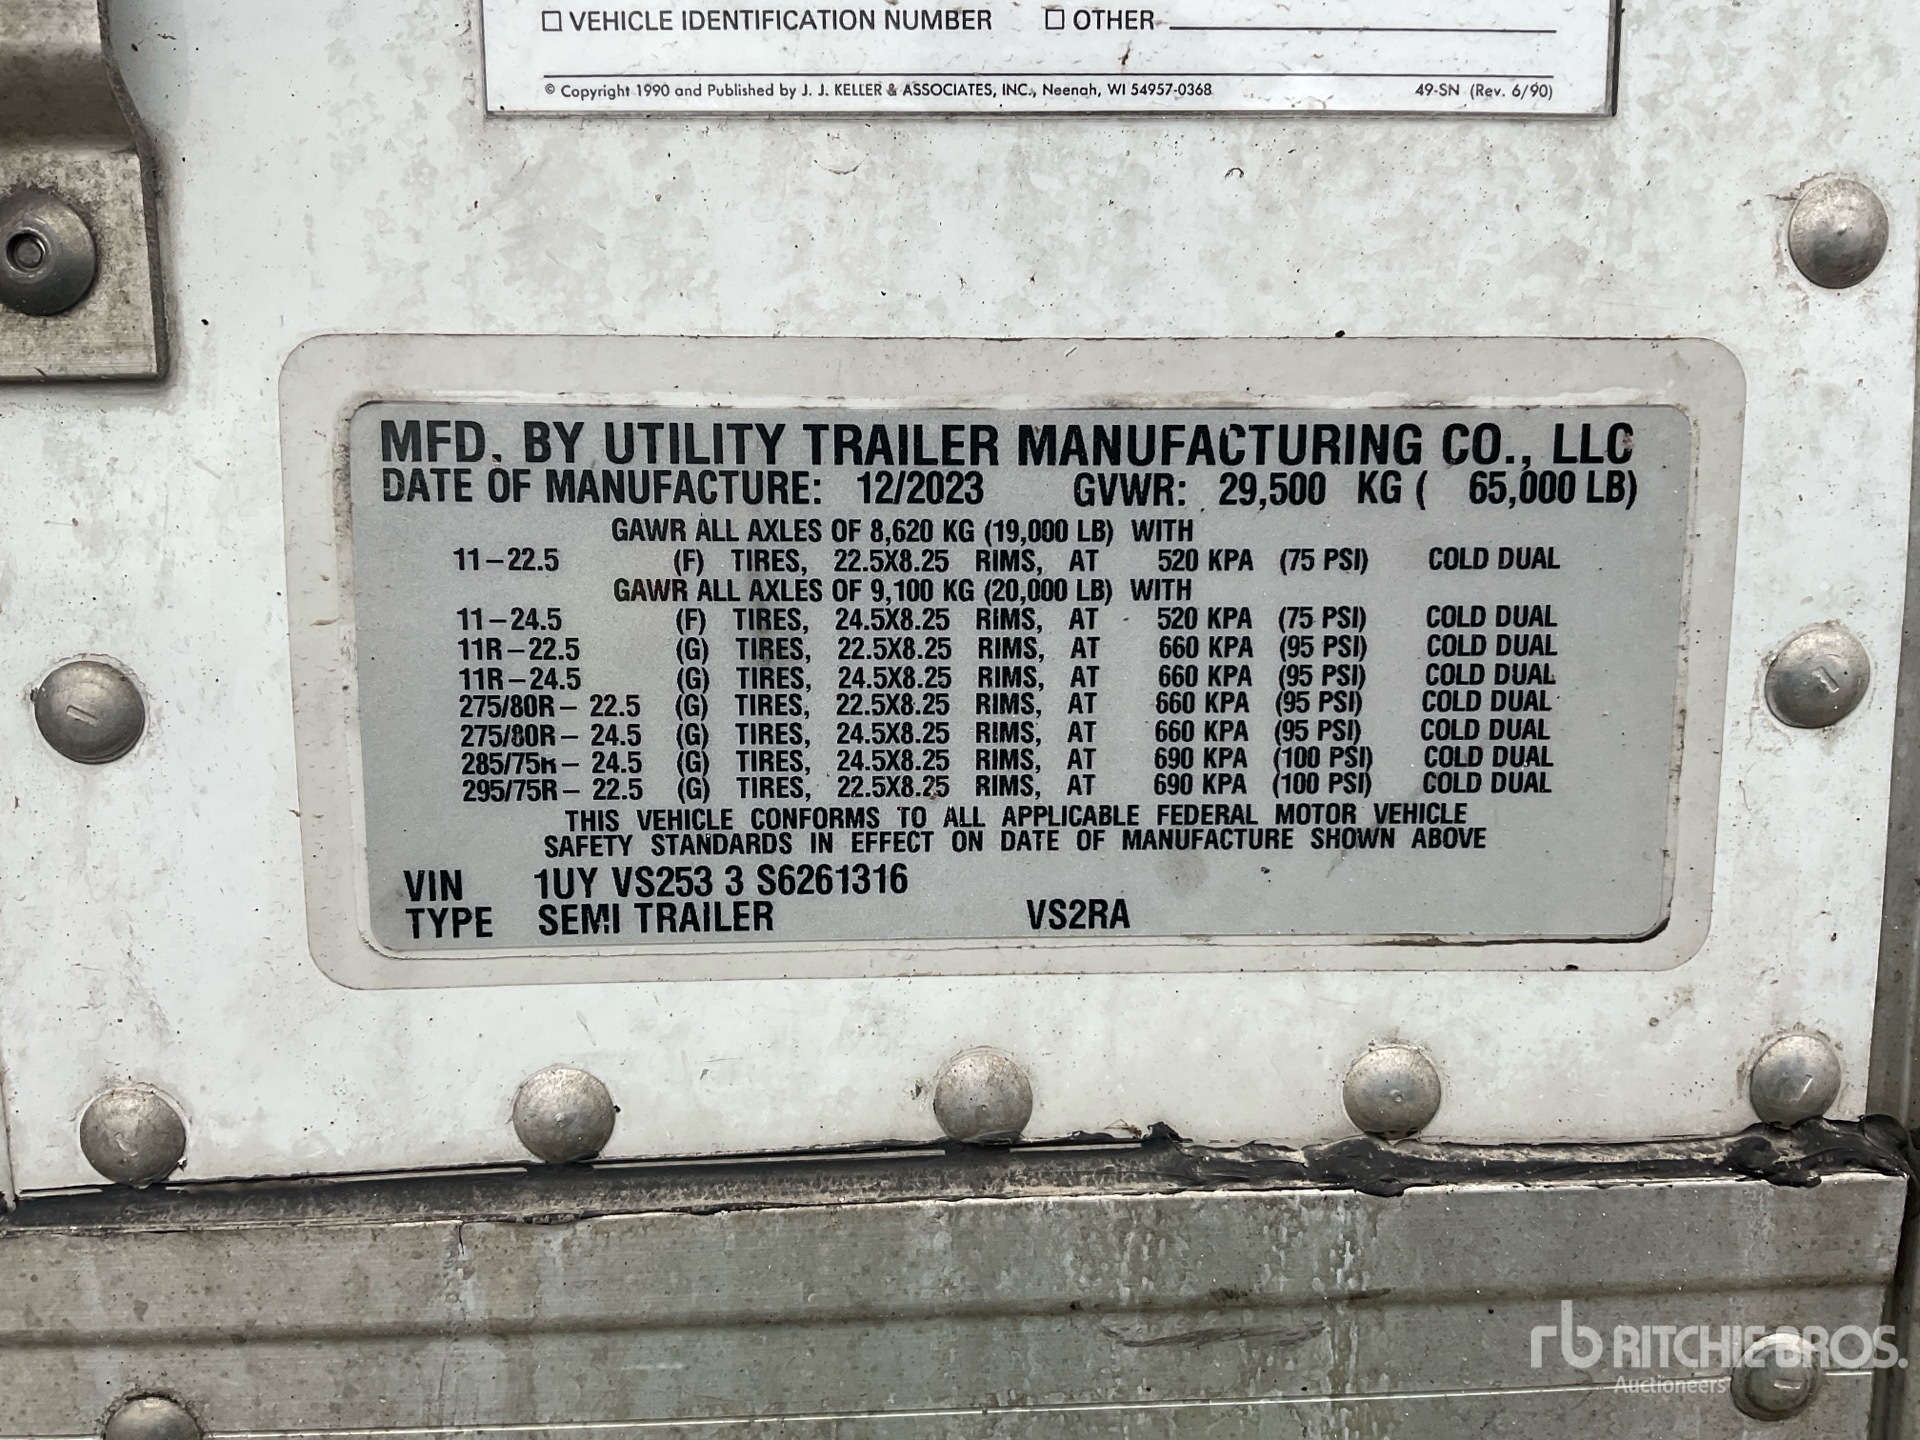 ☐ VEHICLE IDENTIFICATION NUMBER ☐ OTHER
© Copyright 1990 and Published by J. J. KELLER & ASSOCIATES, INC., Neenah, WI 54957-0368 49-SN (Rev. 6/90)
MFD. BY UTILITY TRAILER MANUFACTURING CO., LLC
DATE OF MANUFACTURE: 12/2023 GVWR: 29,500 KG ( 65,000 LB)
GAWR ALL AXLES OF 8,620 KG (19,000 LB) WITH
11-22.5 (F) TIRES, 22.5X8.25 RIMS, AT 520 KPA (75 PSI) COLD DUAL
GAWR ALL AXLES OF 9,100 KG (20,000 LB) WITH
11-24.5 (F) TIRES, 24.5X8.25 RIMS, AT 520 KPA (75 PSI) COLD DUAL
11R-22.5 (G) TIRES, 22.5X8.25 RIMS, AT 660 KPA (95 PSI) COLD DUAL
11R-24.5 (G) TIRES, 24.5X8.25 RIMS, AT 660 KPA (95 PSI) COLD DUAL
275/80R- 22.5 (G) TIRES, 22.5X8.25 RIMS, AT 660 KPA (95 PSI) COLD DUAL
275/80R- 24.5 (G) TIRES, 24.5X8.25 RIMS, AT 660 KPA (95 PSI) COLD DUAL
285/75R- 24.5 (G) TIRES, 24.5X8.25 RIMS, AT 690 KPA (100 PSI) COLD DUAL
295/75R- 22.5 (G) TIRES, 22.5X8.25 RIMS, AT 690 KPA (100 PSI) COLD DUAL
THIS VEHICLE CONFORMS TO ALL APPLICABLE FEDERAL MOTOR VEHICLE
SAFETY STANDARDS IN EFFECT ON DATE OF MANUFACTURE SHOWN ABOVE
VIN 1UY VS253 3 S6261316
TYPE SEMI TRAILER VS2RA
rb RITCHIE BROS.
Auctioneers